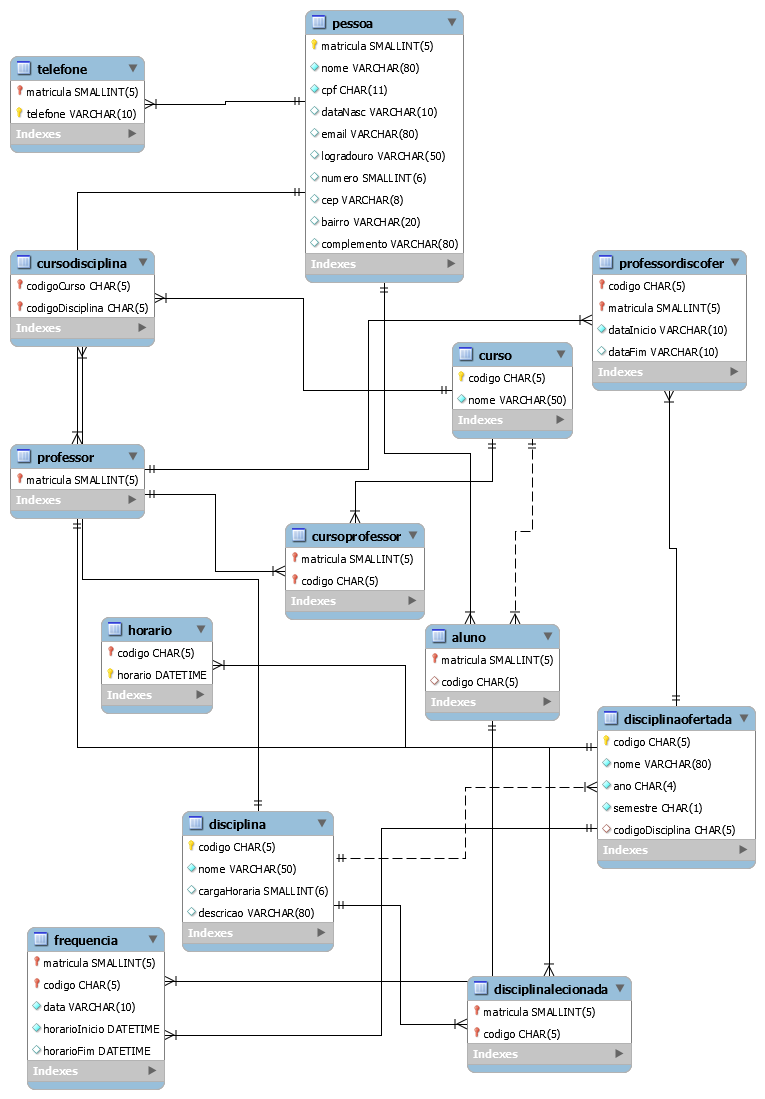 pessoa
matricula SMALLINT(5)
nome VARCHAR(80)
cpf CHAR(11)
dataNasc VARCHAR(10)
email VARCHAR(80)
logradouro VARCHAR(50)
numero SMALLINT(6)
cep VARCHAR(8)
bairro VARCHAR(20)
complemento VARCHAR(80)
Indexes
telefone
matricula SMALLINT(5)
telefone VARCHAR(10)
Indexes
cursodisciplina
codigoCurso CHAR(5)
codigoDisciplina CHAR(5)
Indexes
professordiscofer
codigo CHAR(5)
matricula SMALLINT(5)
dataInicio VARCHAR(10)
dataFim VARCHAR(10)
Indexes
curso
codigo CHAR(5)
nome VARCHAR(50)
Indexes
professor
matricula SMALLINT(5)
Indexes
cursoprofessor
matricula SMALLINT(5)
codigo CHAR(5)
Indexes
horario
codigo CHAR(5)
horario DATETIME
Indexes
aluno
matricula SMALLINT(5)
codigo CHAR(5)
Indexes
disciplinaofertada
codigo CHAR(5)
nome VARCHAR(80)
ano CHAR(4)
semestre CHAR(1)
codigoDisciplina CHAR(5)
Indexes
disciplina
codigo CHAR(5)
nome VARCHAR(50)
cargaHoraria SMALLINT(6)
descricao VARCHAR(80)
Indexes
frequencia
matricula SMALLINT(5)
codigo CHAR(5)
data VARCHAR(10)
horarioInicio DATETIME
horarioFim DATETIME
Indexes
disciplinalecionada
matricula SMALLINT(5)
codigo CHAR(5)
Indexes